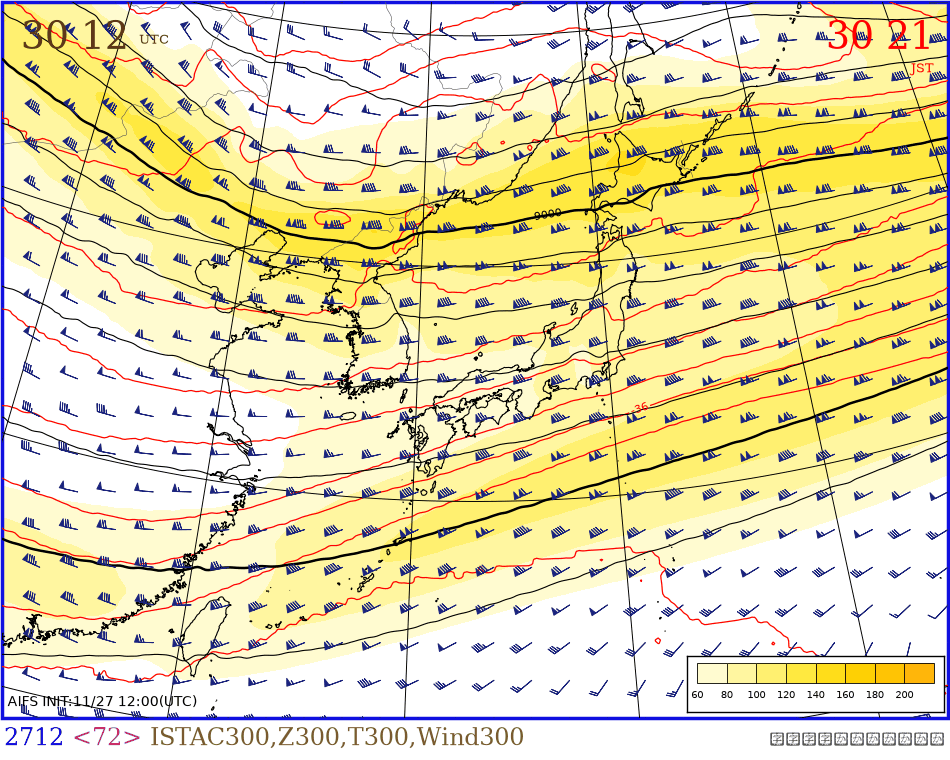 30 12 UTC
30 21
JST
9000
-36
60 80 100 120 140 160 180 200
AIFS INIT:11/27 12:00(UTC)
2712 <72> ISTAC300,Z300,T300,Wind300